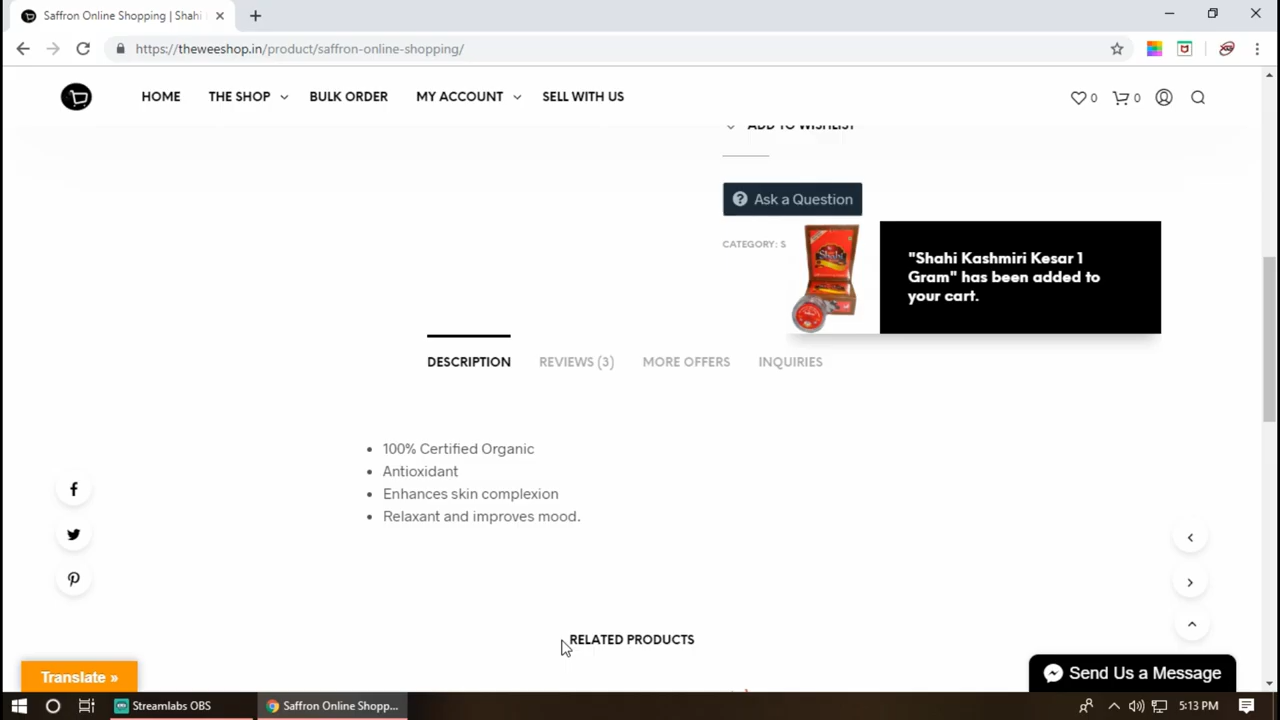 Saffron Online Shopping | Shahi
https://theweeshop.in/product/saffron-online-shopping/
HOME THE SHOP BULK ORDER MY ACCOUNT SELL WITH US 0 0
ADD TO WISHLIST
Ask a Question
CATEGORY: S
"Shahi Kashmiri Kesar 1
Gram" has been added to
your cart.
DESCRIPTION REVIEWS (3) MORE OFFERS INQUIRIES
100% Certified Organic
Antioxidant
Enhances skin complexion
Relaxant and improves mood.
RELATED PRODUCTS
Translate »
Send Us a Message
Streamlabs OBS
Saffron Online Shopp...
5:13 PM